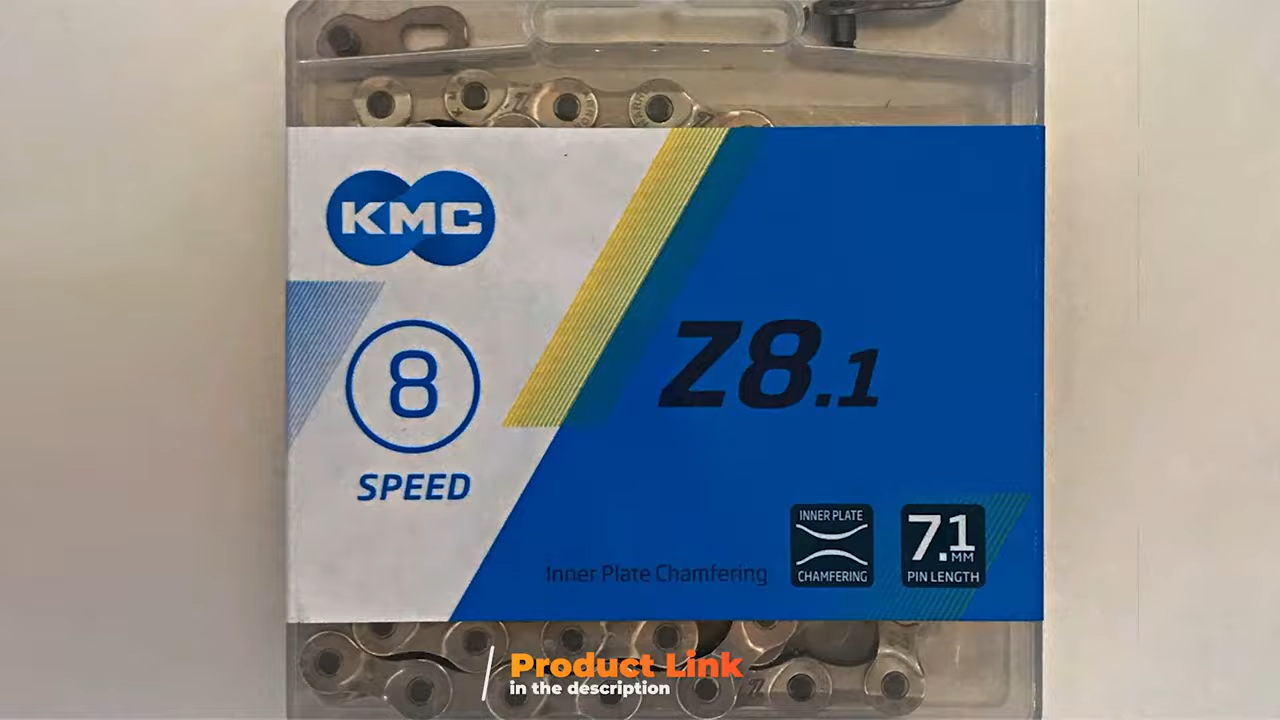 KMC
8
SPEED
Z8.1
Inner Plate Chamfering
INNER PLATE
CHAMFERING
7.1
MM
PIN LENGTH
Product Link
in the description